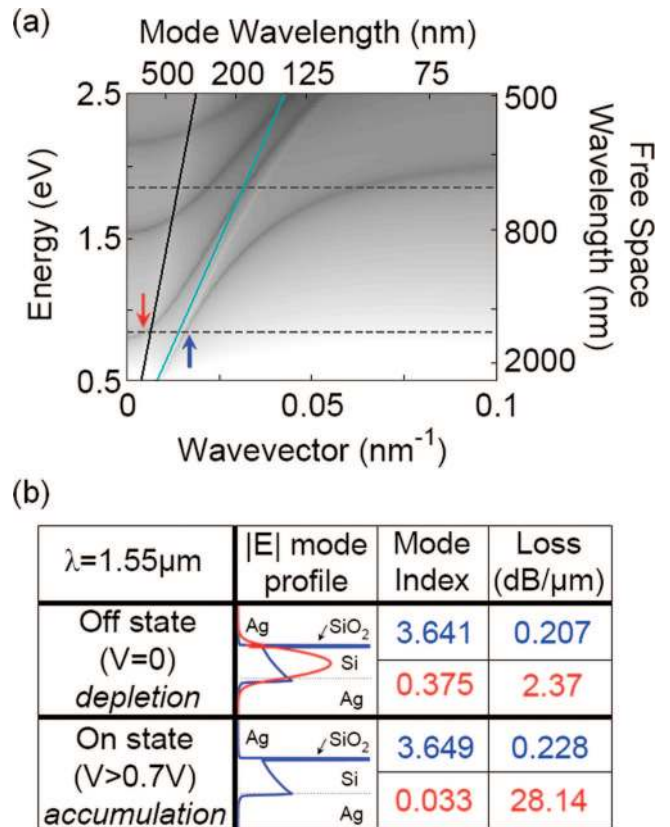 (a)
Mode Wavelength (nm)
500 200 125 75
2.5
1.5
0.5
Energy (eV)
500
800
2000
Free Space
Wavelength (nm)
0 0.05 0.1
Wavevector (nm⁻¹)
(b)
λ=1.55μm
|E| mode
profile
Mode
Index
Loss
(dB/μm)
Off state
(V=0)
depletion
Ag SiO₂
Si
Ag
3.641 0.207
0.375 2.37
On state
(V>0.7V)
accumulation
Ag SiO₂
Si
Ag
3.649 0.228
0.033 28.14